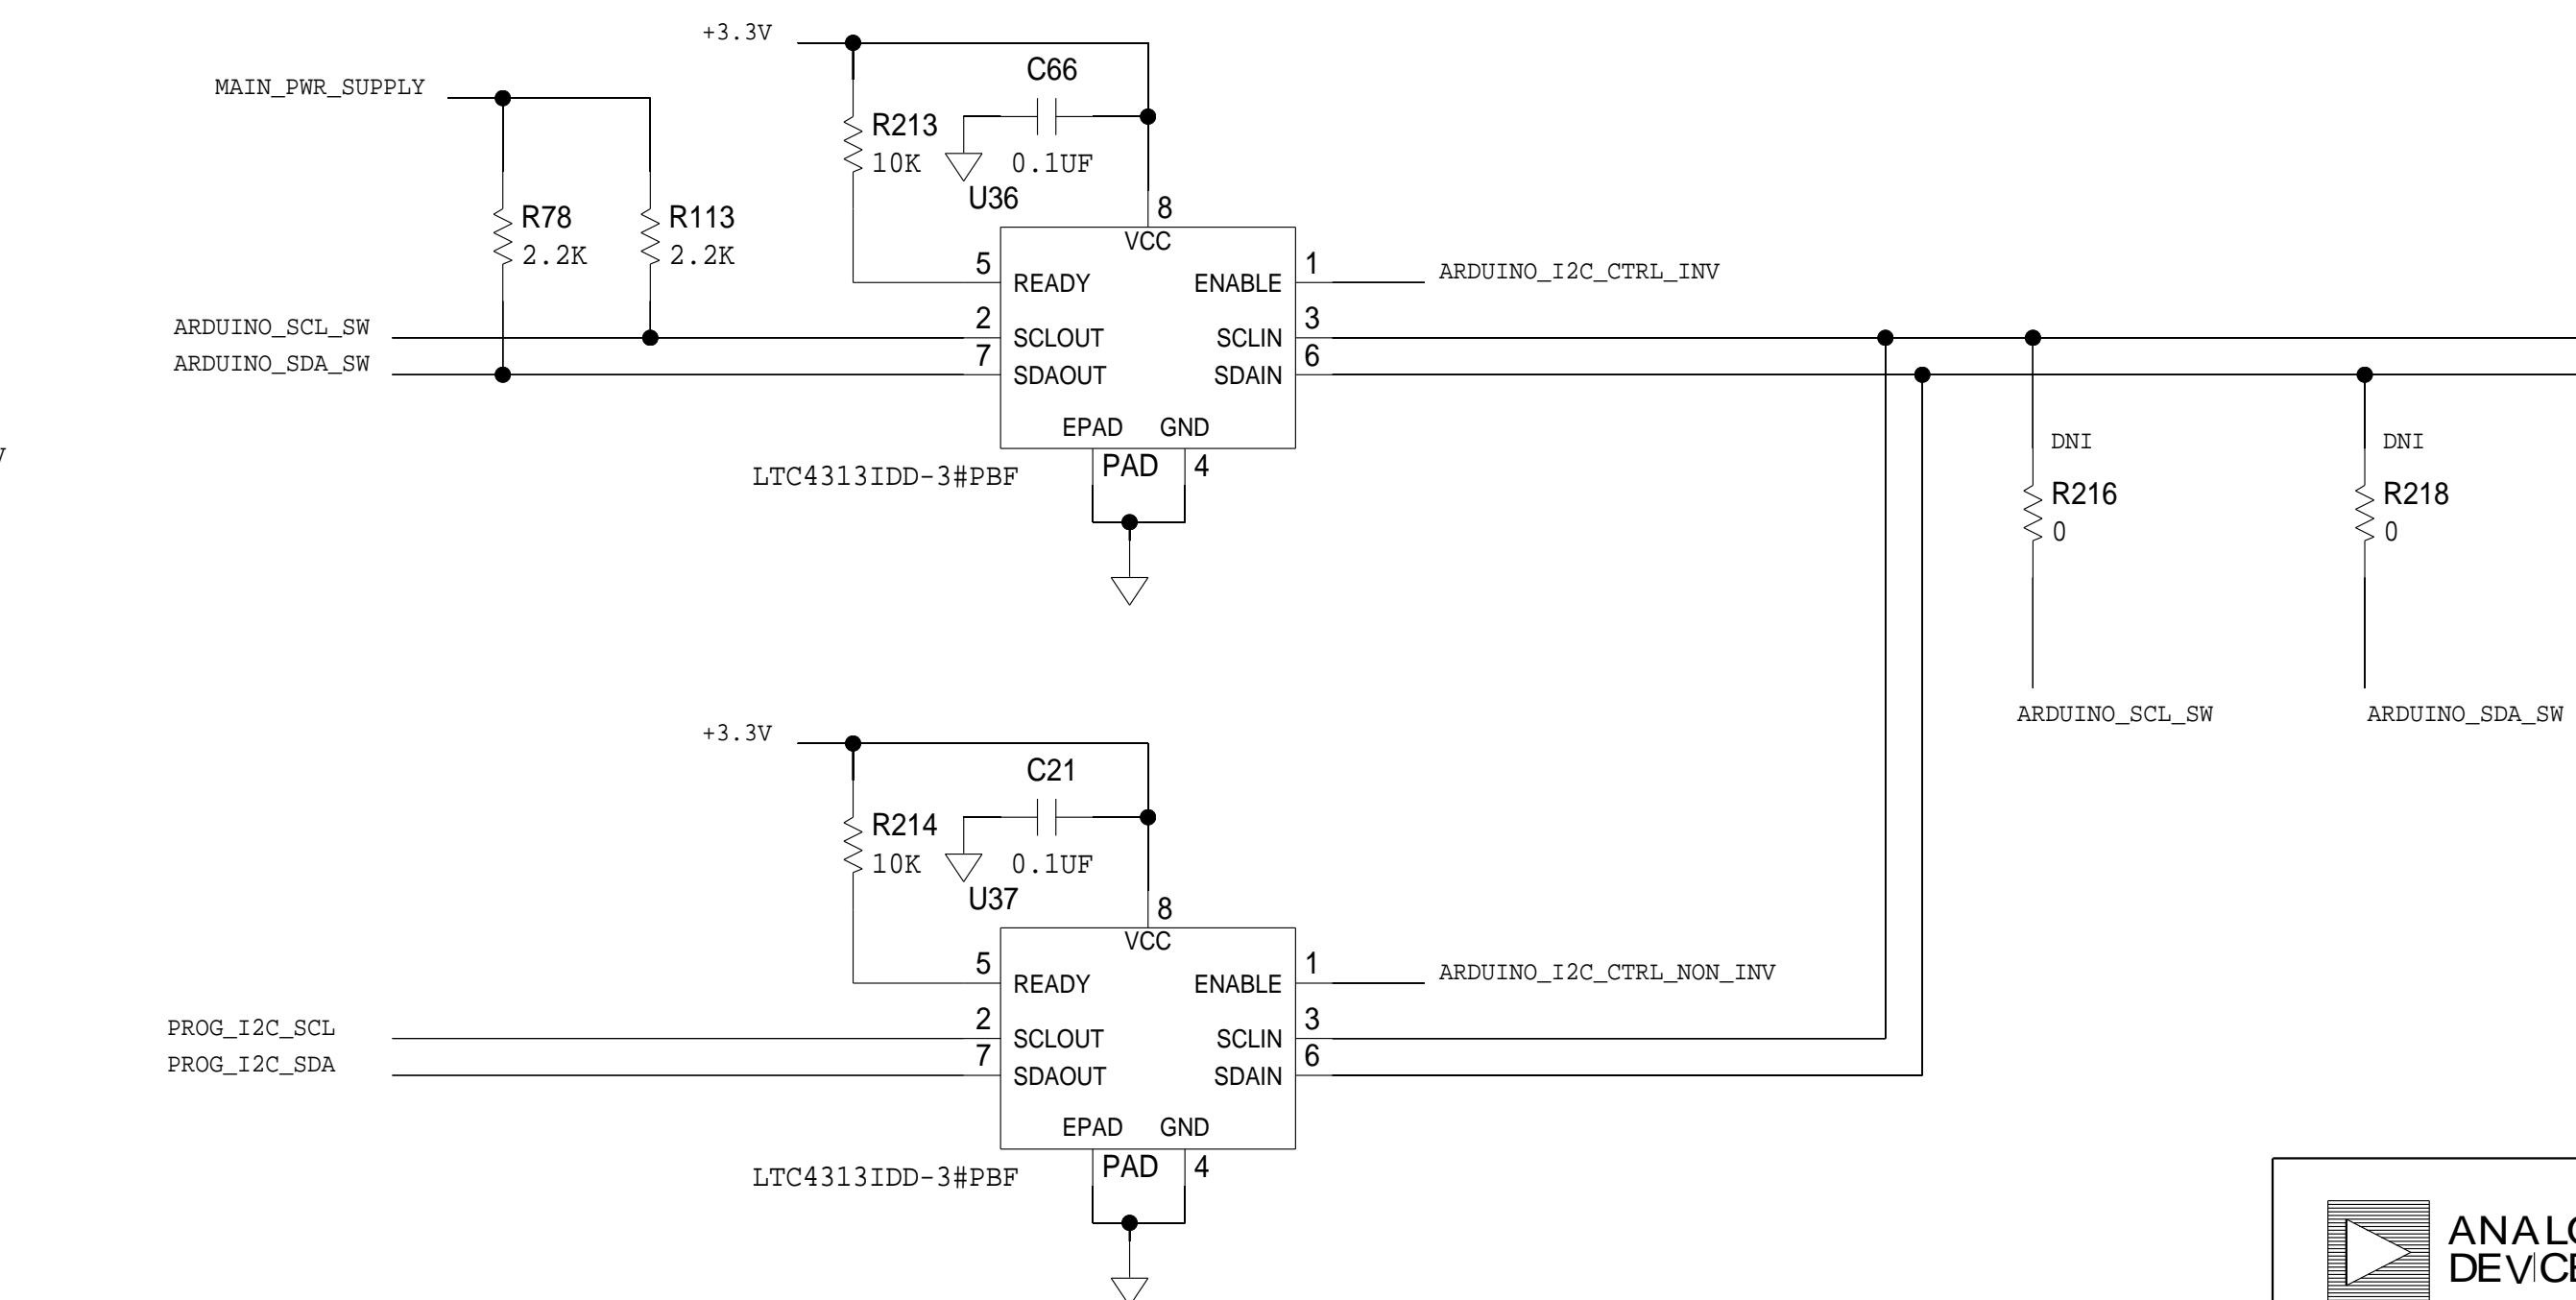 +3.3V
C66
MAIN_PWR_SUPPLY
R213
10K
0.1UF
U36
8
R78
2.2K
R113
2.2K
VCC
5
READY
ENABLE
1
ARDUINO_I2C_CTRL_INV
ARDUINO_SCL_SW
2
SCLOUT
SCLIN
3
ARDUINO_SDA_SW
7
SDAOUT
SDAIN
6
EPAD
GND
DNI
DNI
PAD
4
LTC4313IDD-3#PBF
R216
0
R218
0
ARDUINO_SCL_SW
ARDUINO_SDA_SW
+3.3V
C21
R214
10K
0.1UF
U37
8
VCC
5
READY
ENABLE
1
ARDUINO_I2C_CTRL_NON_INV
PROG_I2C_SCL
2
SCLOUT
SCLIN
3
PROG_I2C_SDA
7
SDAOUT
SDAIN
6
EPAD
GND
PAD
4
LTC4313IDD-3#PBF